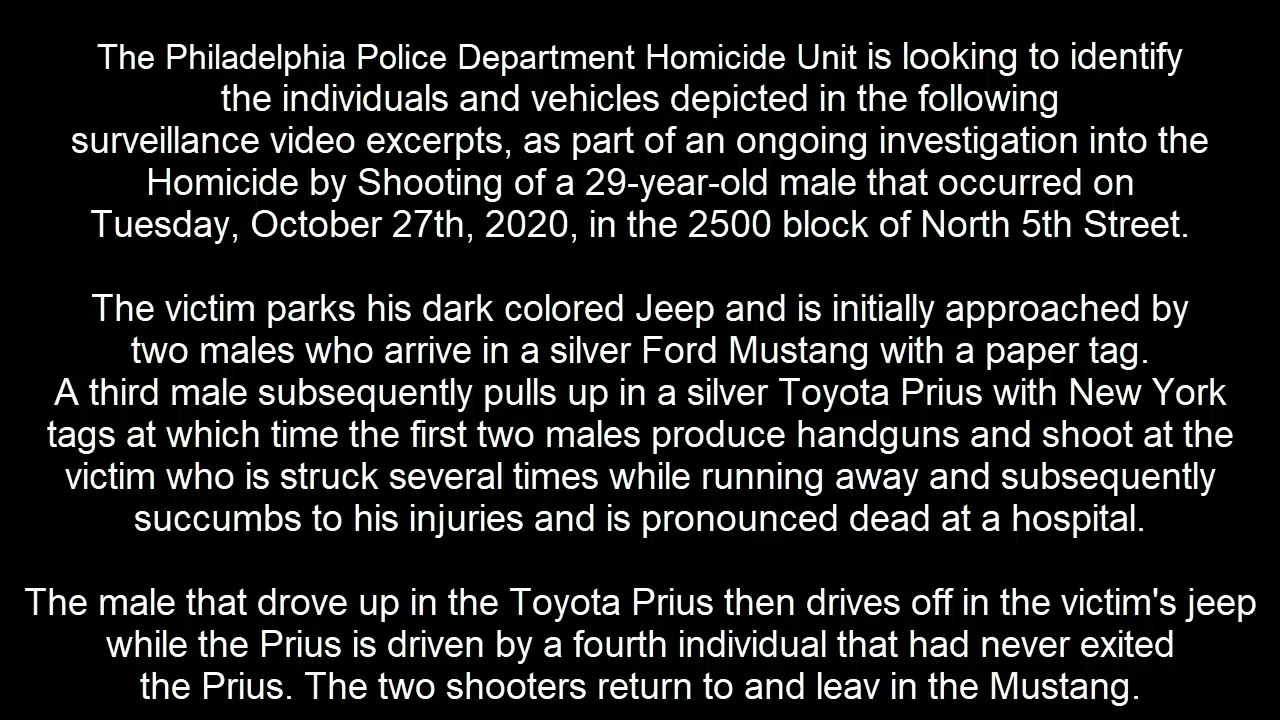 The Philadelphia Police Department Homicide Unit is looking to identify
the individuals and vehicles depicted in the following
surveillance video excerpts, as part of an ongoing investigation into the
Homicide by Shooting of a 29-year-old male that occurred on
Tuesday, October 27th, 2020, in the 2500 block of North 5th Street.
The victim parks his dark colored Jeep and is initially approached by
two males who arrive in a silver Ford Mustang with a paper tag.
A third male subsequently pulls up in a silver Toyota Prius with New York
tags at which time the first two males produce handguns and shoot at the
victim who is struck several times while running away and subsequently
succumbs to his injuries and is pronounced dead at a hospital.
The male that drove up in the Toyota Prius then drives off in the victim's jeep
while the Prius is driven by a fourth individual that had never exited
the Prius. The two shooters return to and leav in the Mustang.